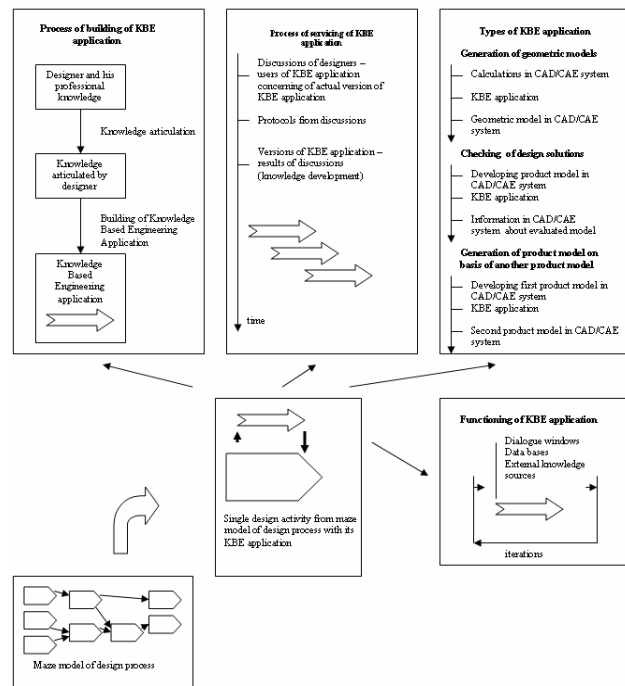 Process of building of KBE
application
Designer and his
professional knowledge
Knowledge articulation
Knowledge
articulated by
designer
Building of Knowledge
Based Engineering
Application
Knowledge
Based
Engineering
application
Process of servicing of KBE
application
Discussions of designers –
users of KBE application
concerning of actual version of
KBE application
Protocols from discussions
Versions of KBE application –
results of discussions
(knowledge development)
time
Types of KBE application
Generation of geometric models
Calculations in CAD/CAE system
KBE application
Geometric model in CAD/CAE
system
Checking of design solutions
Developing product model in
CAD/CAE system
KBE application
Information in CAD/CAE
system about evaluated model
Generation of product model on
basis of another product model
Developing first product model in
CAD/CAE system
KBE application
Second product model in CAD/CAE
system
Single design activity from maze
model of design process with its
KBE application
Functioning of KBE application
Dialogue windows
Data bases
External knowledge
sources
iterations
Maze model of design process